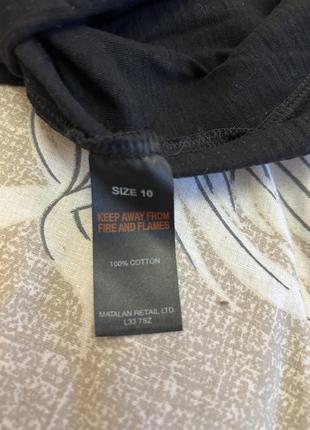 SIZE 10
KEEP AWAY FROM
FIRE AND FLAMES
100% COTTON
MATALAN RETAIL LTD
L33 7SZ